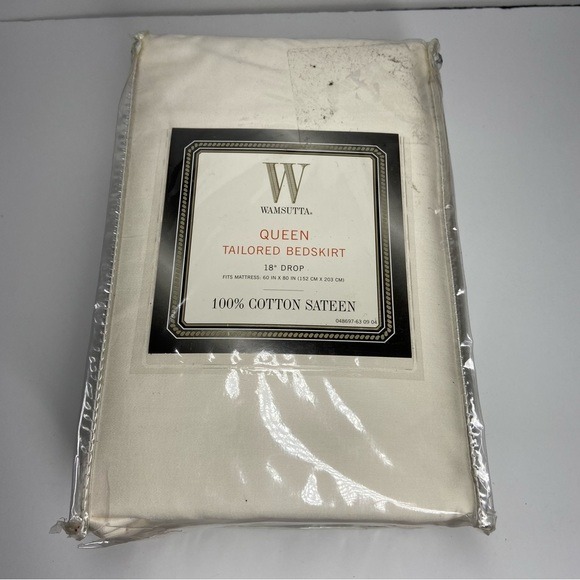 W
WAMSUTTA®
QUEEN
TAILORED BEDSKIRT
18" DROP
FITS MATTRESS: 60 IN X 80 IN (152 CM X 203 CM)
100% COTTON SATEEN
048697-63 09 04